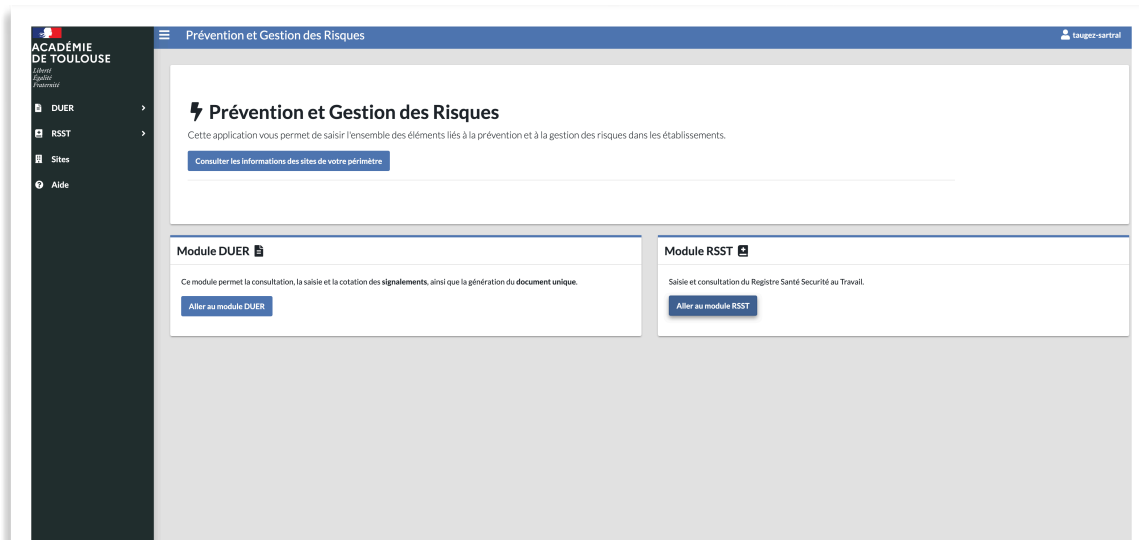 ACADÉMIE
DE TOULOUSE
Liberté
Égalité
Fraternité
DUER
RSST
Sites
Aide
Prévention et Gestion des Risques
taugez-sartral
Prévention et Gestion des Risques
Cette application vous permet de saisir l'ensemble des éléments liés à la prévention et à la gestion des risques dans les établissements.
Consulter les informations des sites de votre périmètre
Module DUER
Ce module permet la consultation, la saisie et la cotation des signalements, ainsi que la génération du document unique.
Aller au module DUER
Module RSST
Saisie et consultation du Registre Santé Securité au Travail.
Aller au module RSST